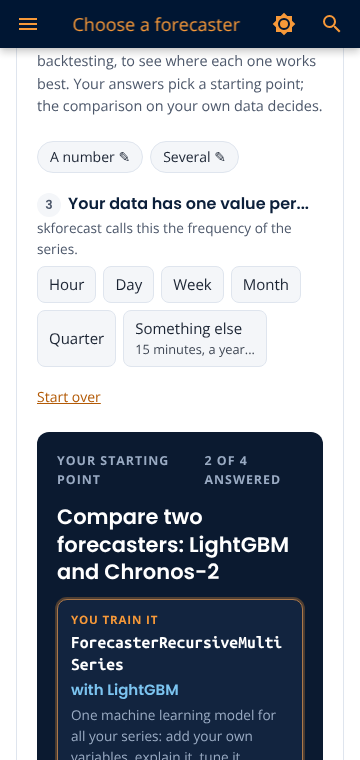 Choose a forecaster
backtesting, to see where each one works
best. Your answers pick a starting point;
the comparison on your own data decides.
A number ✎
Several ✎
3 Your data has one value per...
skforecast calls this the frequency of the
series.
Hour
Day
Week
Month
Quarter
Something else
15 minutes, a year...
Start over
YOUR STARTING
POINT
2 OF 4
ANSWERED
Compare two
forecasters: LightGBM
and Chronos-2
YOU TRAIN IT
ForecasterRecursiveMulti
Series
with LightGBM
One machine learning model for
all your series: add your own
variables, explain it, tune it